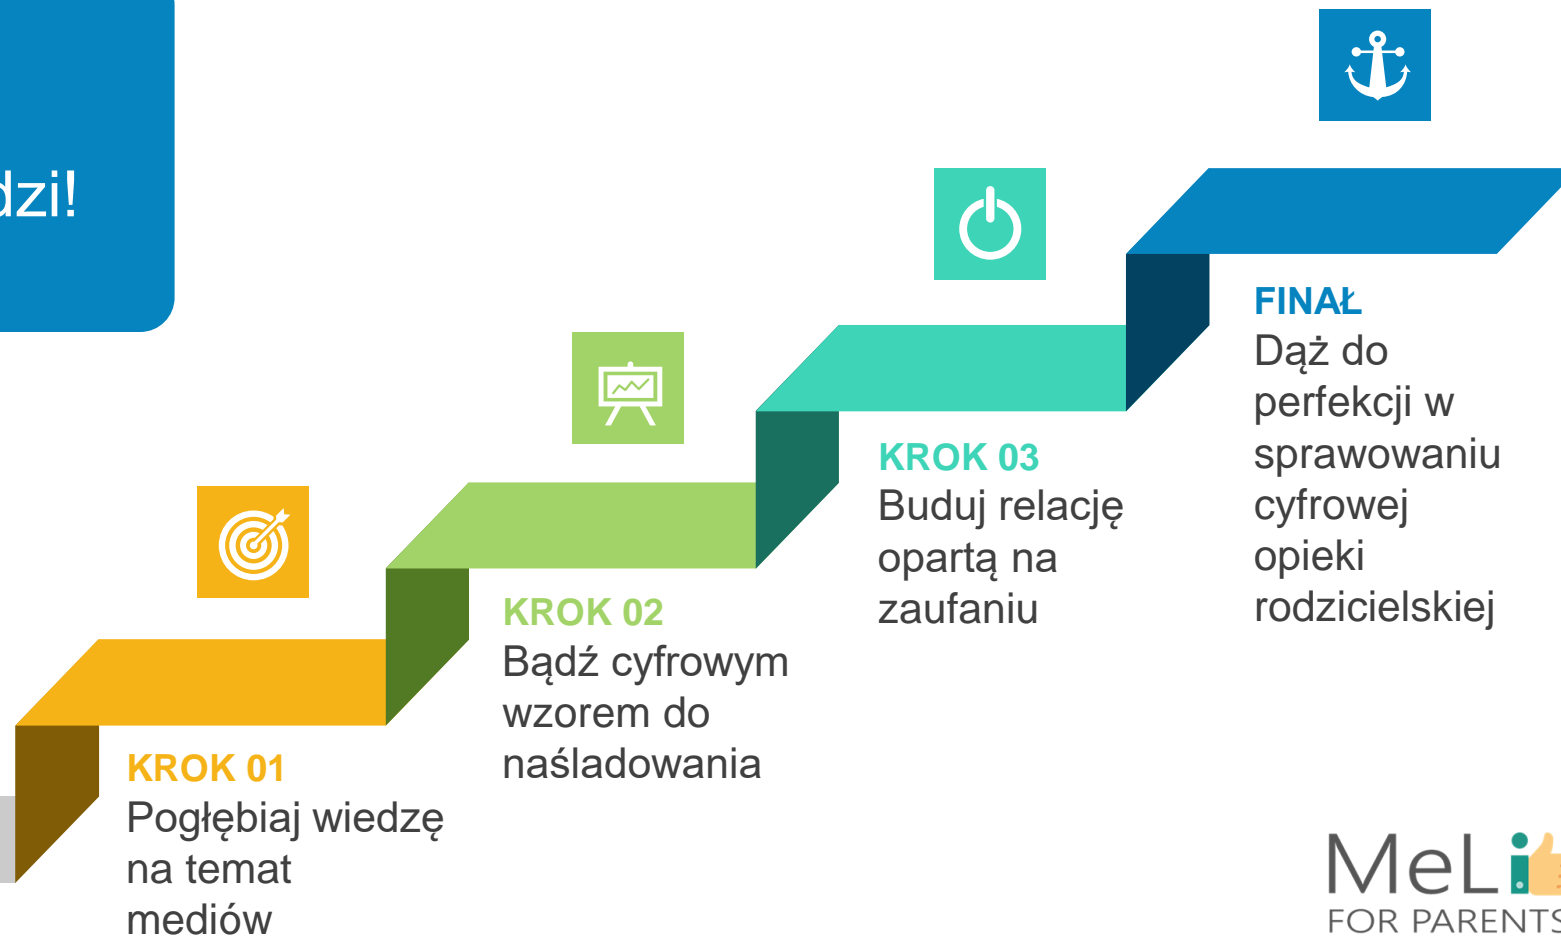 dzi!
FINAŁ
Dąż do
perfekcji w
sprawowaniu
cyfrowej
opieki
rodzicielskiej
KROK 03
Buduj relację
opartą na
zaufaniu
KROK 02
Bądź cyfrowym
wzorem do
naśladowania
KROK 01
Pogłębiaj wiedzę
na temat
mediów
MeLi
FOR PARENTS